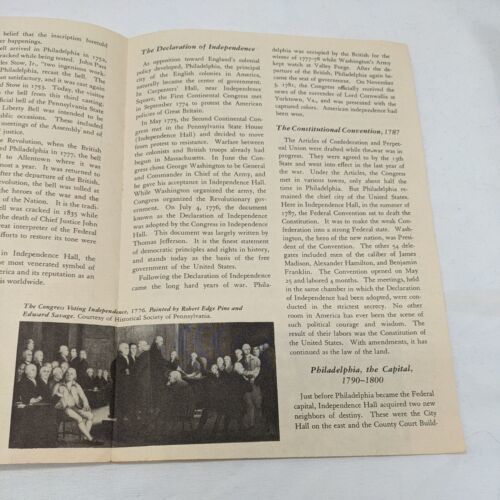 belief that the inscription foretold
er happenings.
ell arrived in Philadelphia in 1752,
cracked while being tested. John Pass
les Stow, Jr., "two ingenious work-
Philadelphia, recast the bell. The
an satisfactory, and it was cast again
d Stow in 1753. Today, the visitor
e bell from this third casting.
ficial bell of the Pennsylvania State
Liberty Bell was intended to be
blic occasions. These included
meetings of the Assembly and of
f justice.
Revolution, when the British
d Philadelphia in 1777, the bell
to Allentown where it was
most a year. It was returned to
after the departure of the British.
evolution, the bell tolled at
he heroes of the war and the
of the Nation. It is the tradi-
ell was cracked in 1835 while
the death of Chief Justice John
reat interpreter of the Federal
fforts to restore its tone were
in Independence Hall, the
most venerated symbol of
erica and its reputation as an
is worldwide.
The Declaration of Independence
As opposition toward England's colonial
policy developed, Philadelphia, the principal
city of the English colonies in America,
naturally became the center of government.
In Carpenters' Hall, near Independence
Square, the First Continental Congress met
in September 1774 to protest the American
policies of Great Britain.
In May 1775, the Second Continental Con-
gress met in the Pennsylvania State House
(Independence Hall) and decided to move
from protest to resistance. Warfare between
the colonists and British troops already had
begun in Massachusetts. In June the Con-
gress chose George Washington to be General
and Commander in Chief of the Army, and
he gave his acceptance in Independence Hall.
While Washington organized the army, the
Congress organized the Revolutionary gov-
ernment. On July 4, 1776, the document
known as the Declaration of Independence
was adopted by the Congress in Independence
Hall. This document was largely written by
Thomas Jefferson. It is the finest statement
of democratic principles and rights in history,
and stands today as the basis of the free
government of the United States.
Following the Declaration of Independence
came the long hard years of war. Phila-
The Congress Voting Independence, 1776. Painted by Robert Edge Pine and
Edward Savage. Courtesy of Historical Society of Pennsylvania.
delphia was occupied by the British for the
winter of 1777-78 while Washington's Army
kept watch at Valley Forge. After the de-
parture of the British, Philadelphia again be-
came the seat of government. On November
3, 1781, the Congress officially received the
news of the surrender of Lord Cornwallis at
Yorktown, Va., and was presented with the
captured colors. American independence had
been won.
The Constitutional Convention, 1787
The Articles of Confederation and Perpet-
ual Union were drafted while the war was in
progress. They were agreed to by the 13th
State and went into effect in the last year of
the war. Under the Articles, the Congress
met in various towns, only about half the
time in Philadelphia. But Philadelphia re-
mained the chief city of the United States.
Here in Independence Hall, in the summer of
1787, the Federal Convention sat to draft the
Constitution. It was to make the weak Con-
federation into a strong Federal state. Wash-
ington, the hero of the new nation, was Pres-
ident of the Convention. The other 54 dele-
gates included men of the caliber of James
Madison, Alexander Hamilton, and Benjamin
Franklin. The Convention opened on May
25 and labored 4 months. The meetings, held
in the same chamber in which the Declaration
of Independence had been adopted, were con-
ducted in the strictest secrecy. No other
room in America has ever been the scene of
such political courage and wisdom. The
result of their labors was the Constitution of
the United States. With amendments, it has
continued as the law of the land.
Philadelphia, the Capital,
1790–1800
Just before Philadelphia became the Federal
capital, Independence Hall acquired two new
neighbors of destiny. These were the City
Hall on the east and the County Court Build-